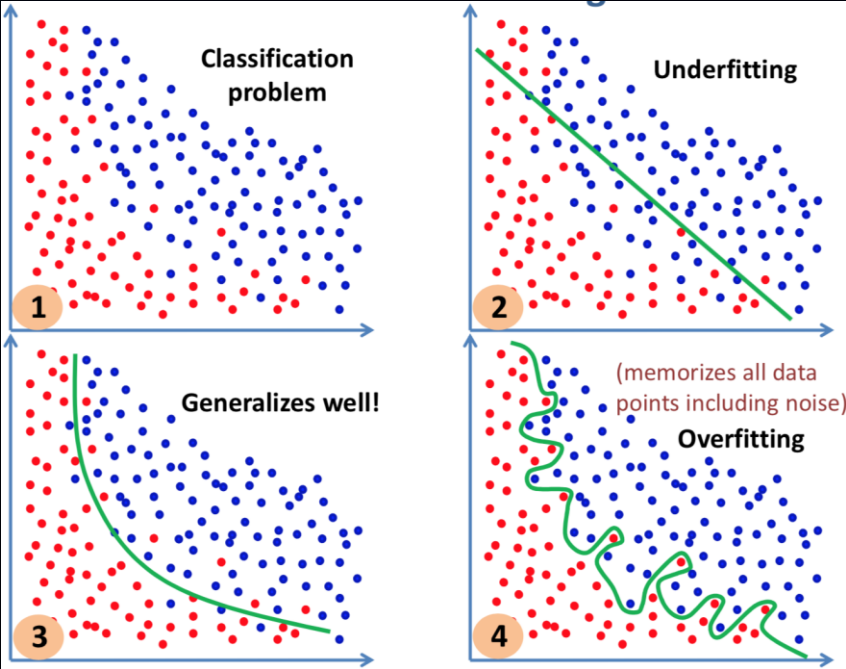 Classification
problem
1
Underfitting
2
Generalizes well!
3
(memorizes all data
points including noise)
Overfitting
4